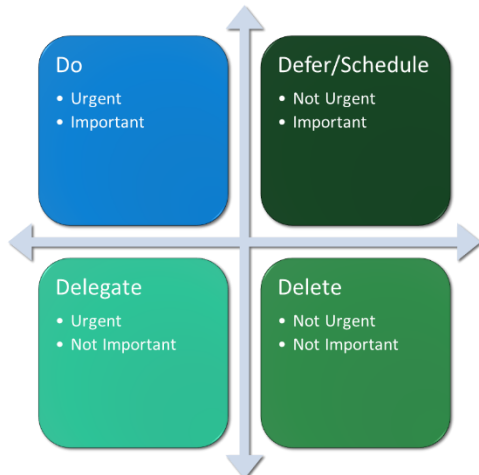 Do
• Urgent
• Important
Defer/Schedule
• Not Urgent
• Important
Delegate
• Urgent
• Not Important
Delete
• Not Urgent
• Not Important